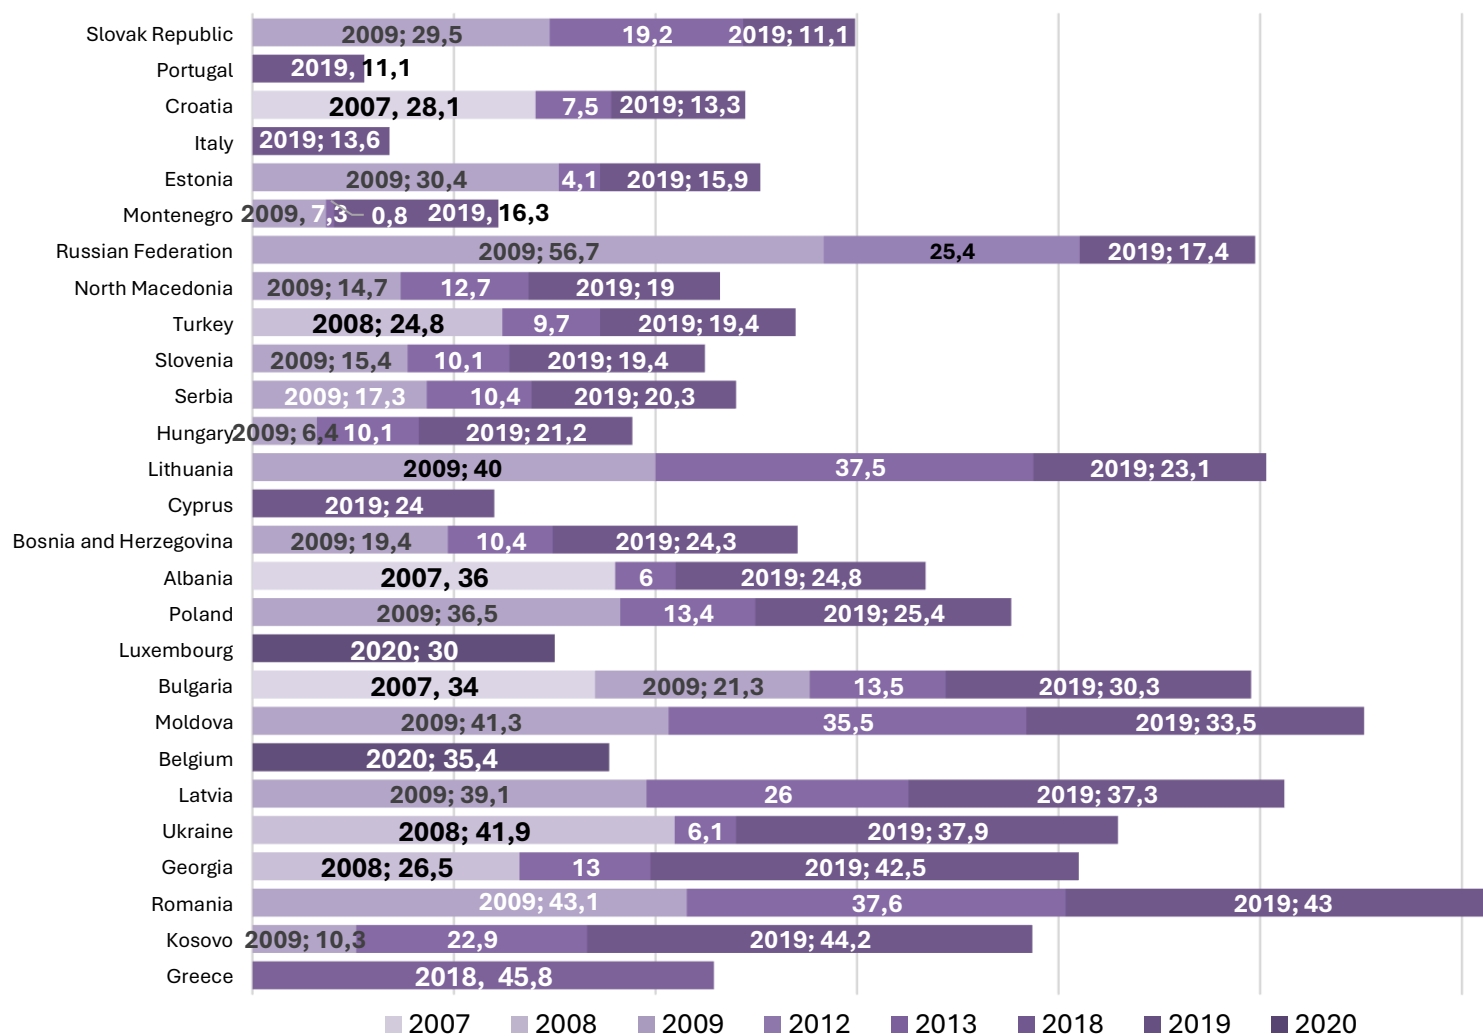 Slovak Republic 2009; 29,5 19,2 2019; 11,1
Portugal 2019, 11,1
Croatia 2007, 28,1 7,5 2019; 13,3
Italy 2019; 13,6
Estonia 2009; 30,4 4,1 2019; 15,9
Montenegro 2009, 7,3 0,8 2019, 16,3
Russian Federation 2009; 56,7 25,4 2019; 17,4
North Macedonia 2009; 14,7 12,7 2019; 19
Turkey 2008; 24,8 9,7 2019; 19,4
Slovenia 2009; 15,4 10,1 2019; 19,4
Serbia 2009; 17,3 10,4 2019; 20,3
Hungary 2009; 6,4 10,1 2019; 21,2
Lithuania 2009; 40 37,5 2019; 23,1
Cyprus 2019; 24
Bosnia and Herzegovina 2009; 19,4 10,4 2019; 24,3
Albania 2007, 36 6 2019; 24,8
Poland 2009; 36,5 13,4 2019; 25,4
Luxembourg 2020; 30
Bulgaria 2007, 34 2009; 21,3 13,5 2019; 30,3
Moldova 2009; 41,3 35,5 2019; 33,5
Belgium 2020; 35,4
Latvia 2009; 39,1 26 2019; 37,3
Ukraine 2008; 41,9 6,1 2019; 37,9
Georgia 2008; 26,5 13 2019; 42,5
Romania 2009; 43,1 37,6 2019; 43
Kosovo 2009; 10,3 22,9 2019; 44,2
Greece 2018, 45,8
2007 2008 2009 2012 2013 2018 2019 2020